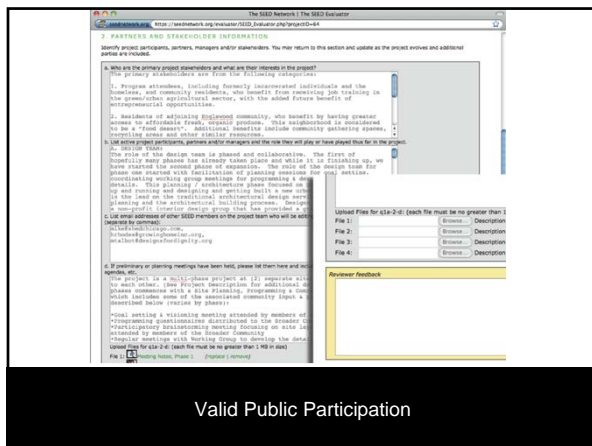 The SEED Network | The SEED Evaluator
seednetwork.org https://seednetwork.org/evaluator/SEED_Evaluator.php?projectID=64
2. PARTNERS AND STAKEHOLDER INFORMATION
Identify project participants, partners, managers and/or stakeholders. You may return to this section and update as the project evolves and additional
parties are included.
a. Who are the primary project stakeholders and what are their interests in the project?
The primary stakeholders are from the following categories:
1. Program attendees, including formerly incarcerated individuals and the
homeless, and community residents, who benefit from receiving job training in
the green/urban agricultural sector, with the added future benefit of
entrepreneurial opportunities.
2. Residents of adjoining Englewood community, who benefit by having greater
access to affordable fresh, organic produce. This neighborhood is considered
to be a "food desert". Additional benefits include community gathering spaces,
recycling areas and other similar resources.
b. List active project participants, partners and/or managers and the role they will play or have played thus far in the project.
A. DESIGN TEAM:
The role of the design team is phased and collaborative. The first of
hopefully many phases has already taken place and while it is finishing up, we
have started the second phase of expansion. The role of the design team for
phase one started with facilitation of planning sessions for goal setting,
coordinating working group meetings for programming & des
details. This planning / architecture phase focused on
up and running and designing and getting built a new urba
is the lead on the traditional architectural design serv
planning and the architectural building process. Design
a non-profit interior design group that has provided a g
c. List email addresses of other SEED members on the project team who will be editi
(separate by commas):
elke@shedchicago.com,
hrhodes@growinghomeinc.org,
mtalbot@designsfordignity.org
d. If preliminary or planning meetings have been held, please list them here and inclu
agendas, etc.
The project is a multi-phase project at (2) separate site
to each other. (See Project Description for additional d
phases commences with a Site Planning, Programming & Goa
which includes some of the associated community input a
described below (varies by phase):
*Goal setting & visioning meeting attended by members of
*Programming questionnaires distributed to the Broader C
*Participatory brainstorming meeting focusing on site le
attended by members of the Broader Community
*Regular meetings with Working Group to develop the detai
Upload Files for q1a-2-d: (each file must be no greater than 1 MB in size)
File 1: Meeting Notes, Phase 1 (replace | remove)
Upload Files for q1a-2-d: (each file must be no greater than 1
File 1: Browse... Description
File 2: Browse... Description
File 3: Browse... Description
File 4: Browse... Description
Reviewer feedback
Valid Public Participation